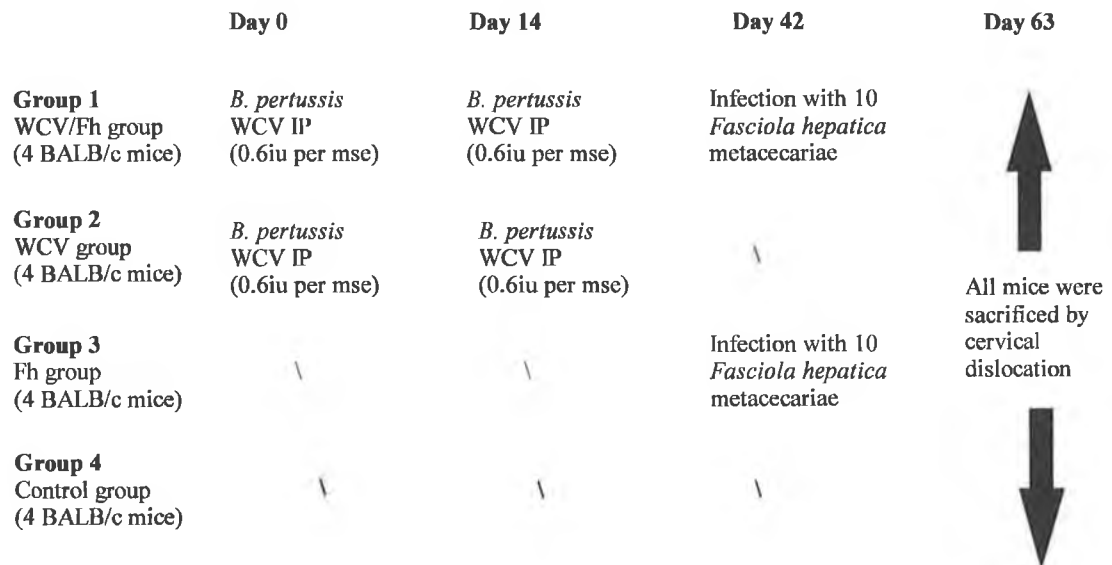 Day 0 Day 14 Day 42 Day 63
Group 1 B. pertussis B. pertussis Infection with 10
WCV/Fh group WCV IP WCV IP Fasciola hepatica
(4 BALB/c mice) (0.6iu per mse) (0.6iu per mse) metacecariae
Group 2 B. pertussis B. pertussis
WCV group WCV IP WCV IP \
(4 BALB/c mice) (0.6iu per mse) (0.6iu per mse)
All mice were
sacrificed by
cervical
dislocation
Group 3 Infection with 10
Fh group \ \ Fasciola hepatica
(4 BALB/c mice) metacecariae
Group 4
Control group \ \ \
(4 BALB/c mice)